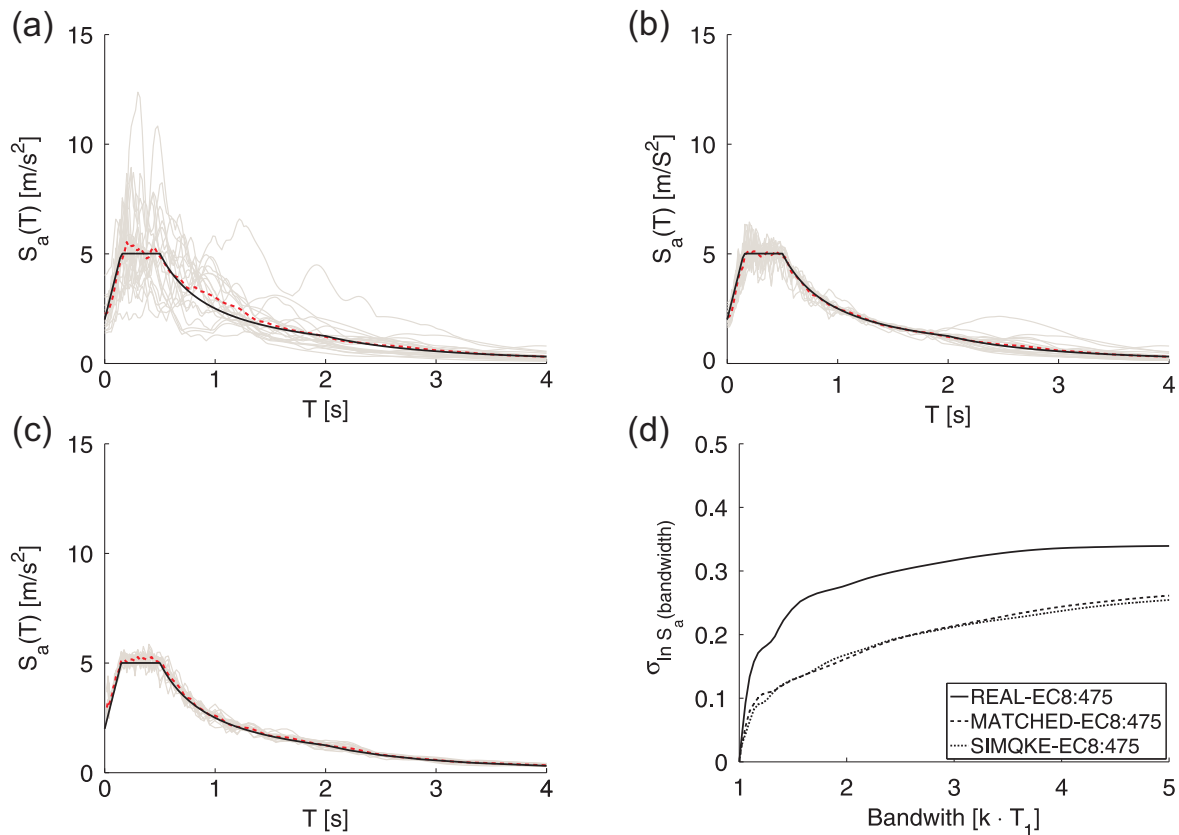 (a)
15
10
5
0
S_a(T) [m/s²]
0 1 2 3 4
T [s]
(b)
15
10
5
0
S_a(T) [m/S²]
0 1 2 3 4
T [s]
(c)
15
10
5
0
S_a(T) [m/s²]
0 1 2 3 4
T [s]
(d)
0.5
0.4
0.3
0.2
0.1
0
σ_ln S_a(bandwidth)
REAL-EC8:475
MATCHED-EC8:475
SIMQKE-EC8:475
1 2 3 4 5
Bandwith [k · T_1]